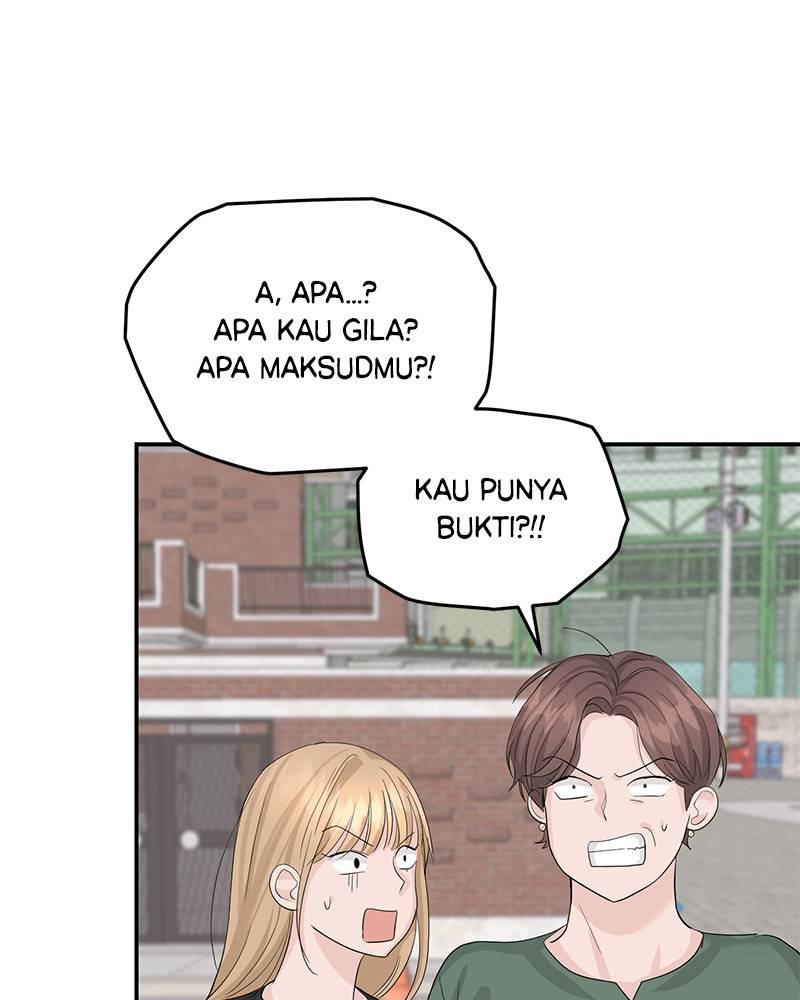 A, APA...?
APA KAU GILA?
APA MAKSUDMU?!
KAU PUNYA
BUKTI?!!